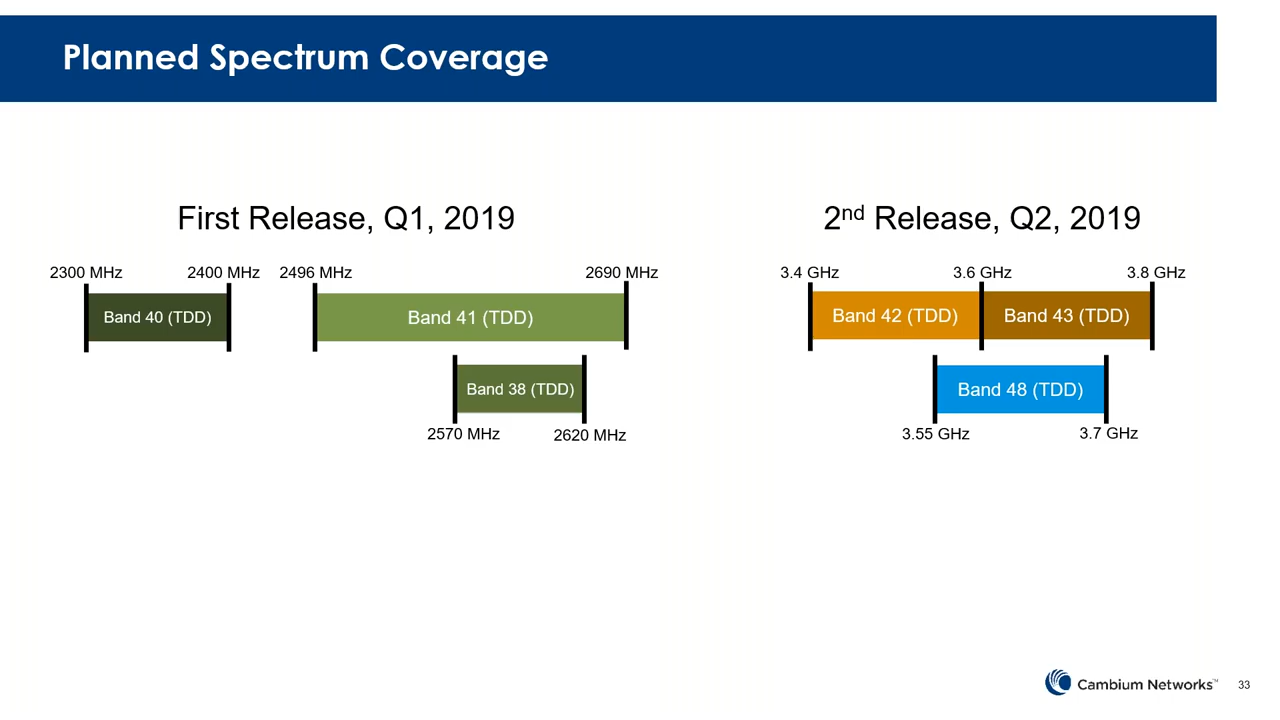 Planned Spectrum Coverage
First Release, Q1, 2019
2300 MHz
2400 MHz
2496 MHz
2690 MHz
Band 40 (TDD)
Band 41 (TDD)
Band 38 (TDD)
2570 MHz
2620 MHz
2nd Release, Q2, 2019
3.4 GHz
3.6 GHz
3.8 GHz
Band 42 (TDD)
Band 43 (TDD)
Band 48 (TDD)
3.55 GHz
3.7 GHz
Cambium Networks™
33